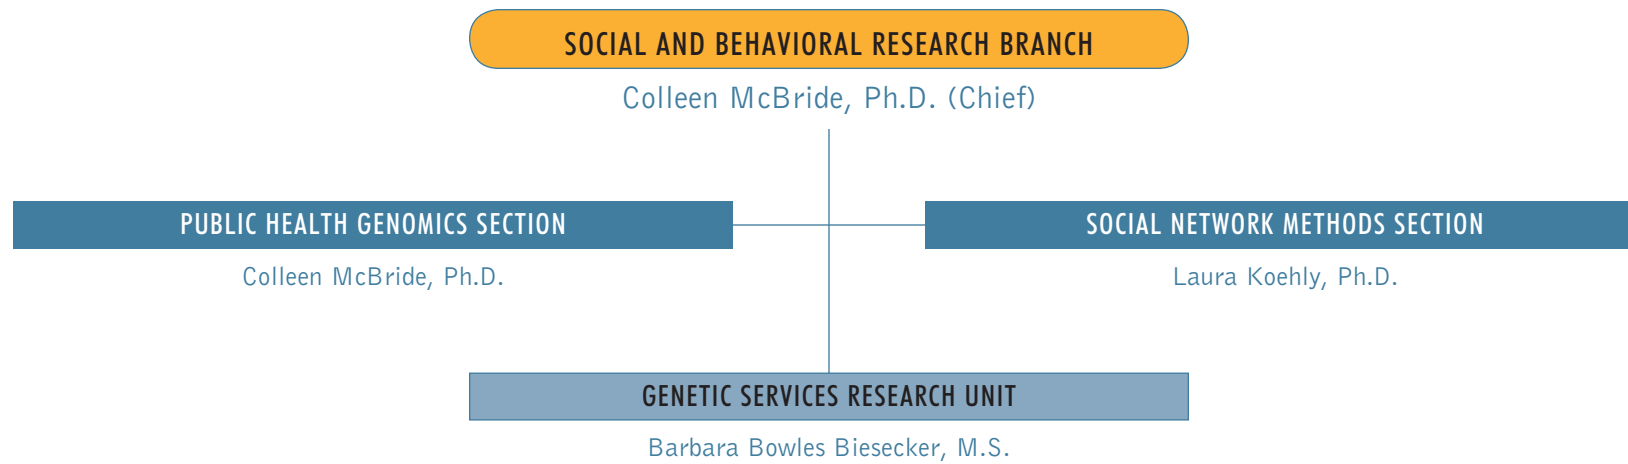 SOCIAL AND BEHAVIORAL RESEARCH BRANCH
Colleen McBride, Ph.D. (Chief)
PUBLIC HEALTH GENOMICS SECTION
Colleen McBride, Ph.D.
SOCIAL NETWORK METHODS SECTION
Laura Koehly, Ph.D.
GENETIC SERVICES RESEARCH UNIT
Barbara Bowles Biesecker, M.S.